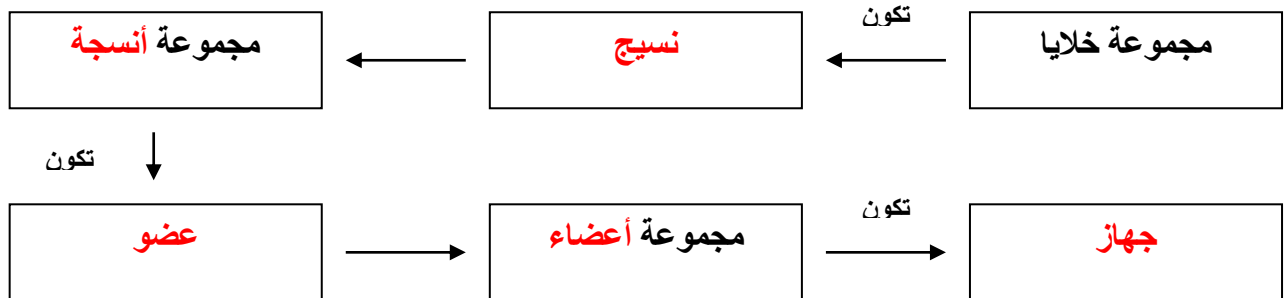 تكون
مجموعة خلايا
نسيج
مجموعة أنسجة
تكون
عضو
مجموعة أعضاء
تكون
جهاز